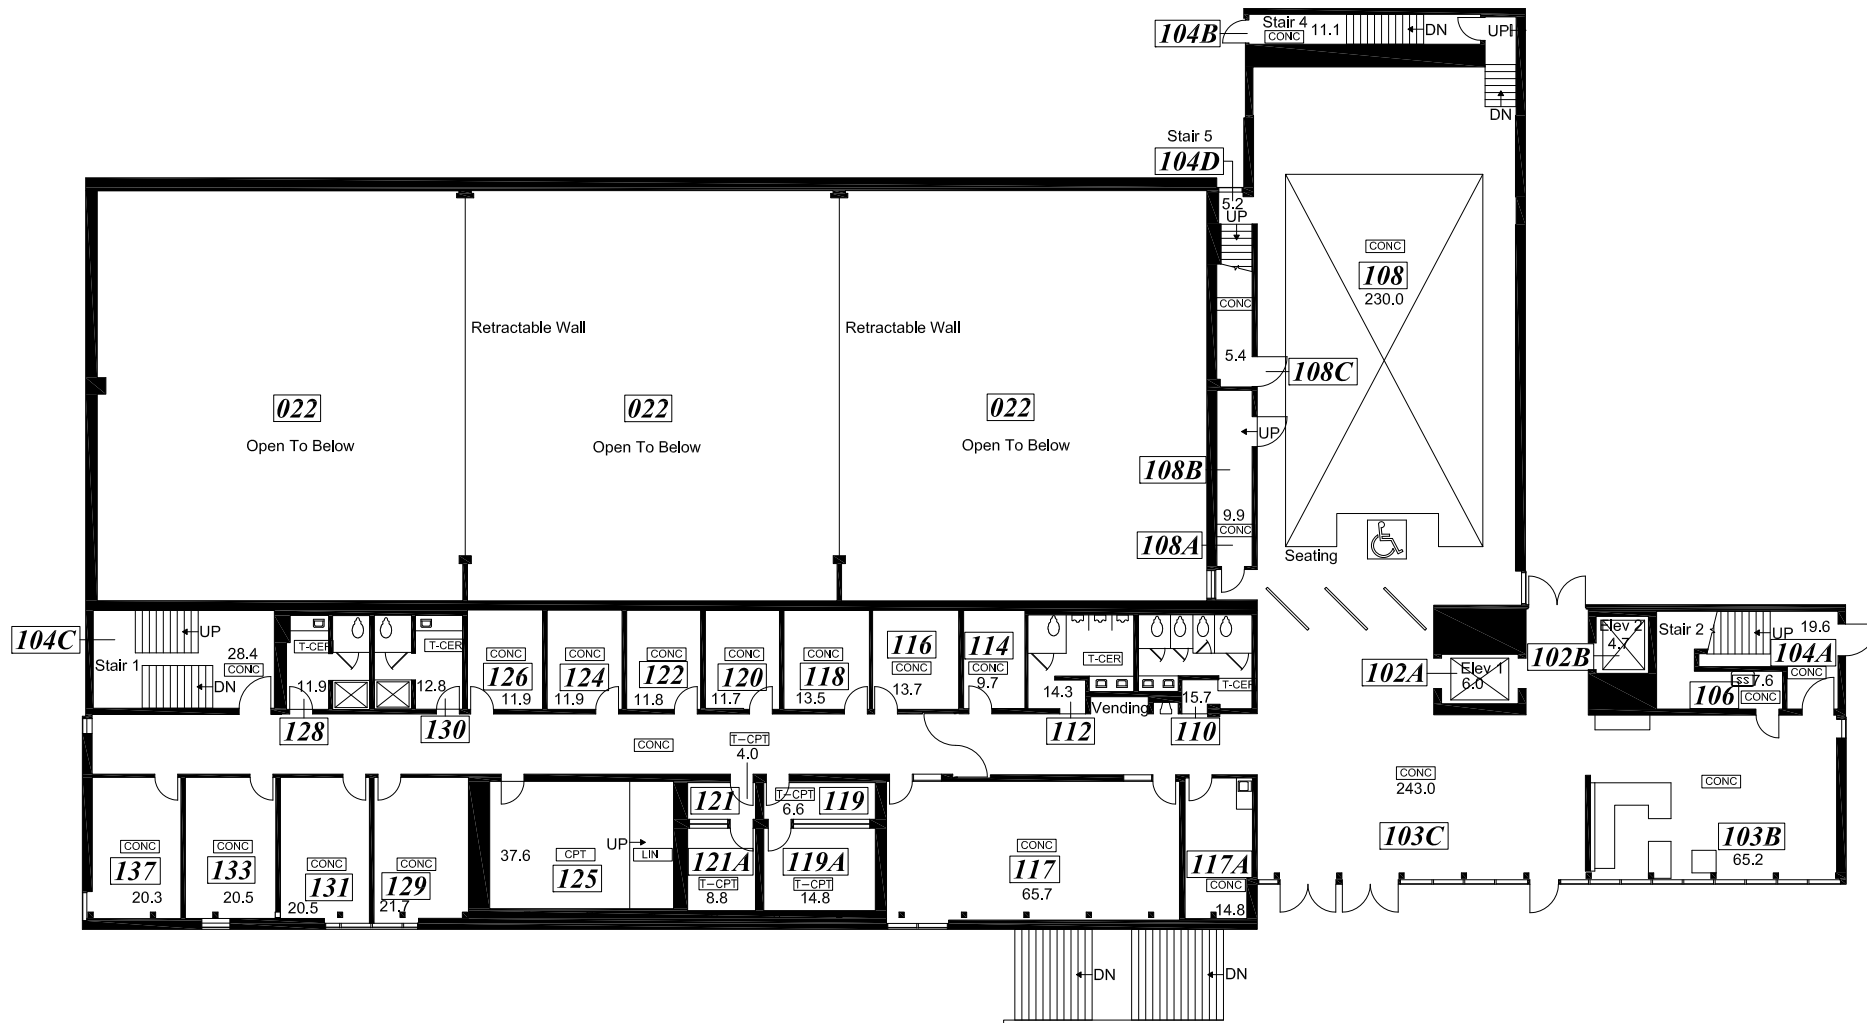 Stair 4
104B
CONC
11.1
DN
UP
DN
Stair 5
104D
5.2
UP
CONC
108
230.0
CONC
Retractable Wall
Retractable Wall
5.4
108C
022
Open To Below
022
Open To Below
022
Open To Below
UP
108B
9.9
CONC
108A
Seating
104C
UP
Stair 1
28.4
CONC
DN
T-CER
11.9
128
T-CER
12.8
130
CONC
126
11.9
CONC
124
11.9
CONC
122
11.8
CONC
120
11.7
CONC
118
13.5
116
CONC
13.7
114
CONC
9.7
T-CER
14.3
112
Vending
15.7
T-CER
110
102A
Elev 1
6.0
Elev 2
4.7
102B
Stair 2
UP
19.6
104A
CONC
SS
7.6
106
CONC
CONC
T-CPT
4.0
CONC
137
20.3
CONC
133
20.5
CONC
131
20.5
CONC
129
21.7
37.6
CPT
125
UP
LIN
121
121A
T-CPT
8.8
T-CPT
6.6
119
119A
T-CPT
14.8
CONC
117
65.7
117A
CONC
14.8
CONC
243.0
103C
CONC
103B
65.2
DN
DN